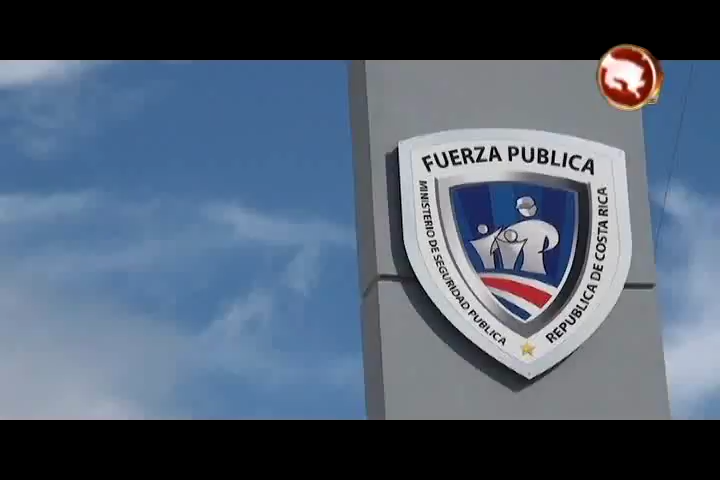 FUERZA PUBLICA
MINISTERIO DE SEGURIDAD PUBLICA
REPUBLICA DE COSTA RICA